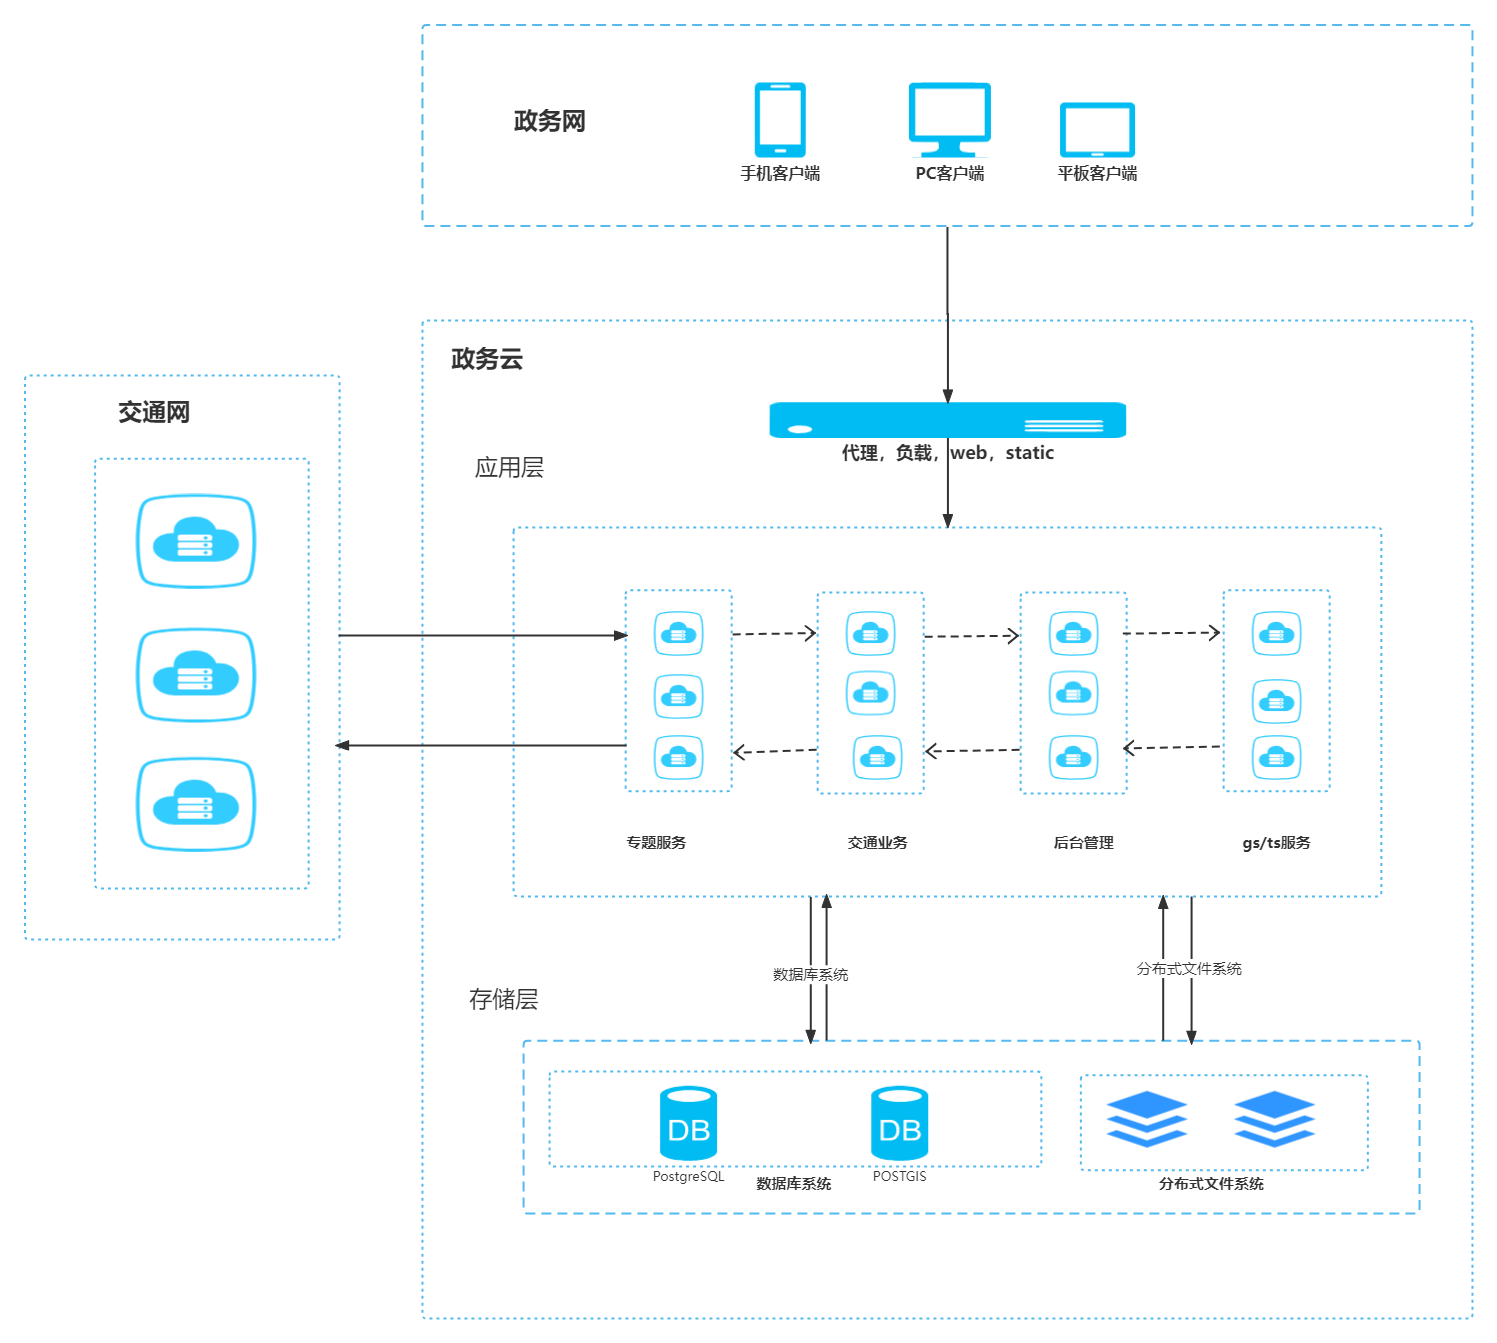 政务网
手机客户端
PC客户端
平板客户端
政务云
交通网
代理，负载，web，static
应用层
专题服务
交通业务
后台管理
gs/ts服务
数据库系统
分布式文件系统
存储层
DB
DB
PostgreSQL
POSTGIS
数据库系统
分布式文件系统